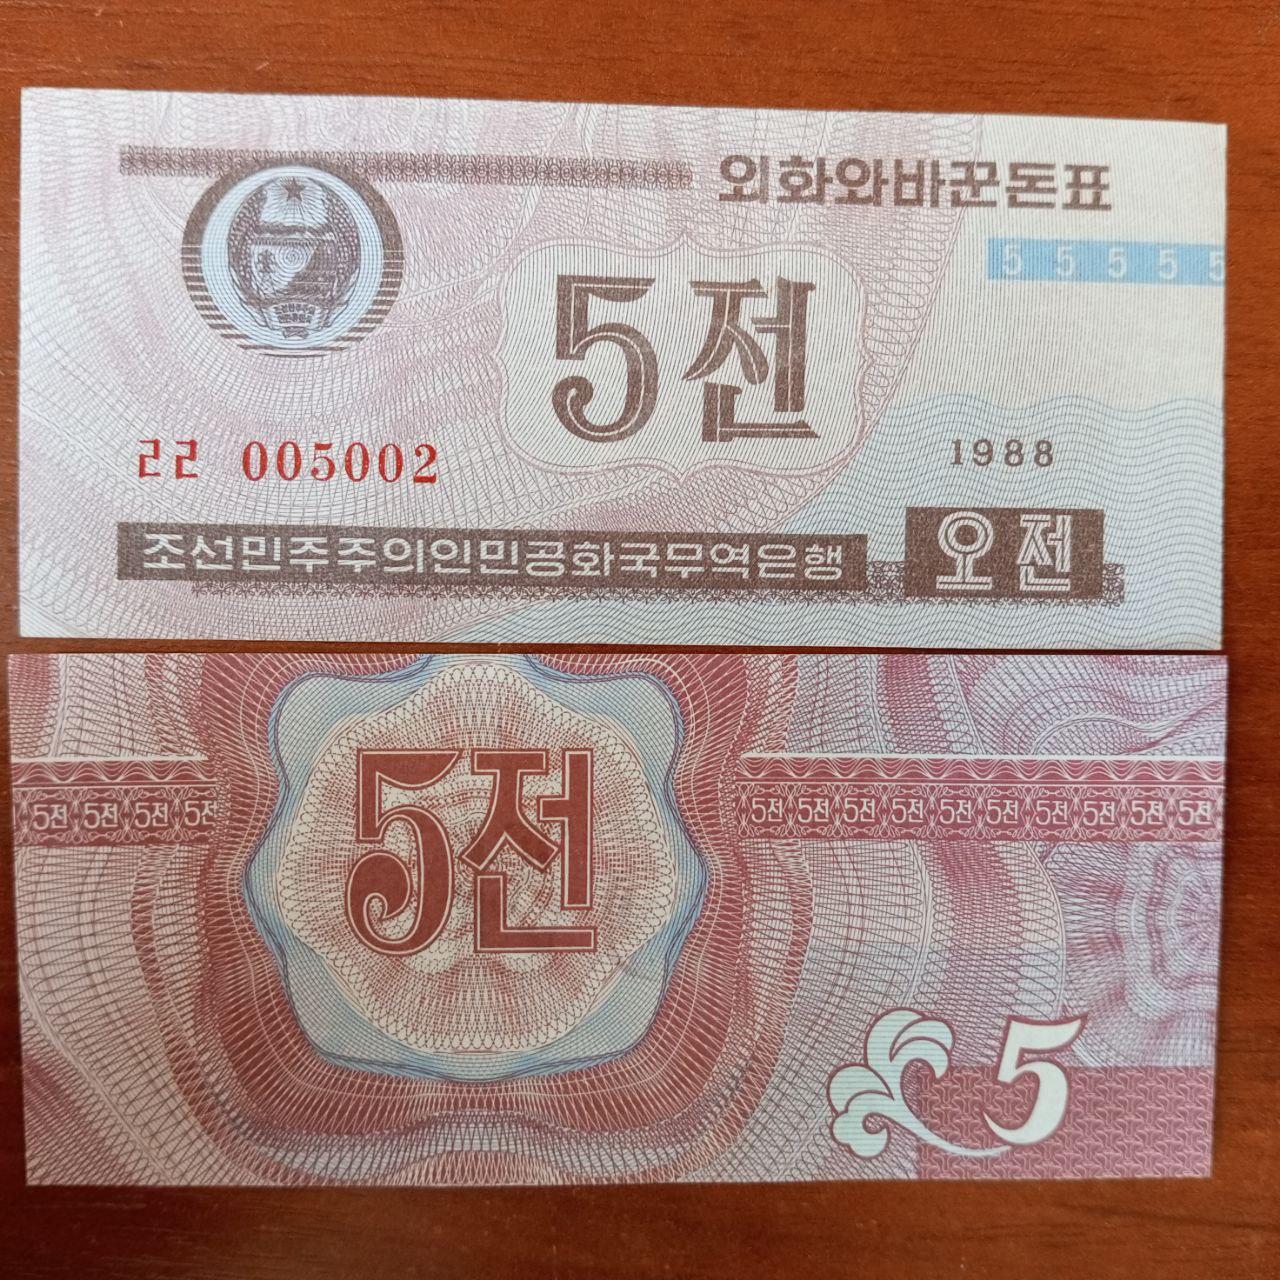 외화와바꾼돈표
5 5 5 5 5
5전
ㄹㄹ 005002
1988
조선민주주의인민공화국무역은행
오전
5전
5전 5전 5전 5전
5전 5전 5전 5전 5전 5전 5전 5전 5전 5전
5